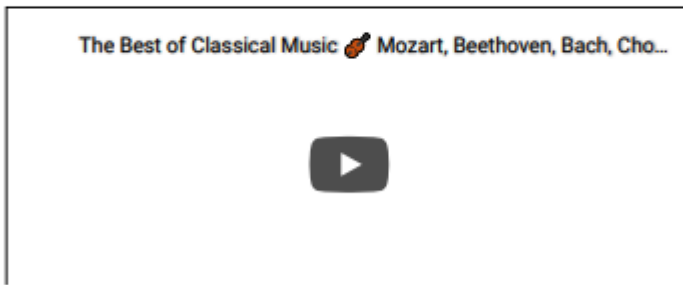 The Best of Classical Music 🎻 Mozart, Beethoven, Bach, Cho...